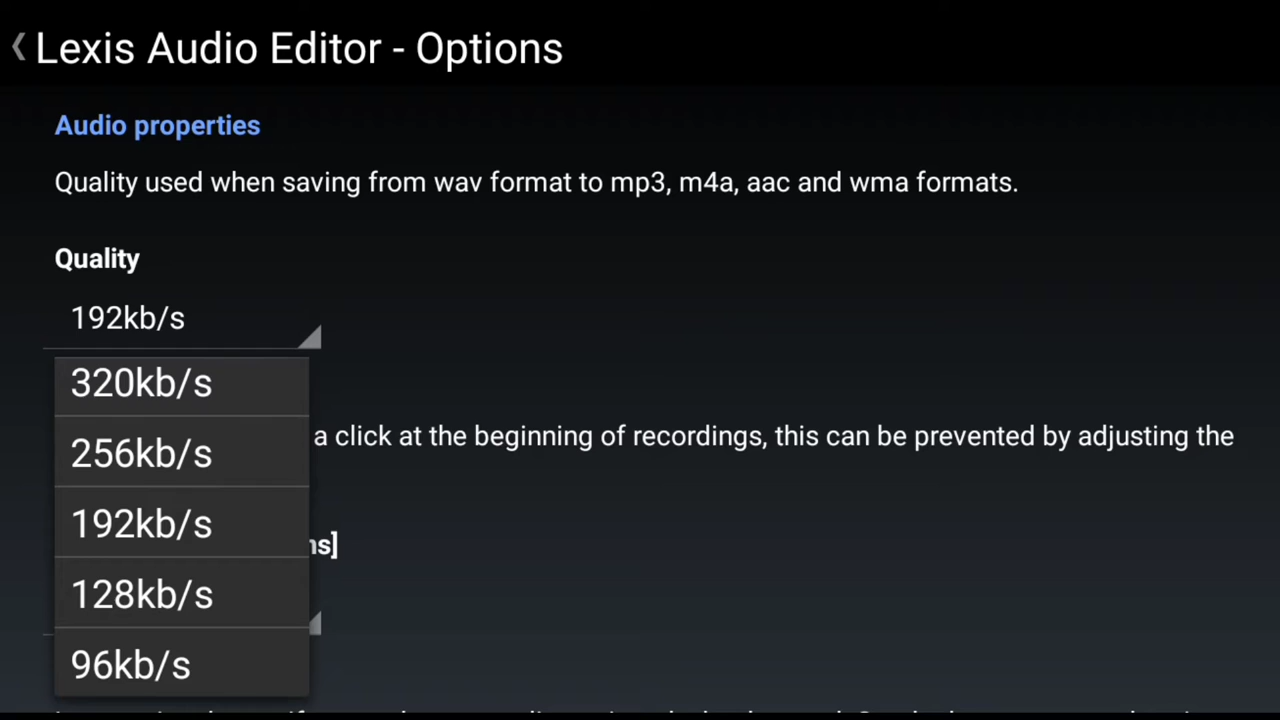 Lexis Audio Editor - Options
Audio properties
Quality used when saving from wav format to mp3, m4a, aac and wma formats.
Quality
192kb/s
320kb/s
a click at the beginning of recordings, this can be prevented by adjusting the
256kb/s
192kb/s
ns]
128kb/s
96kb/s